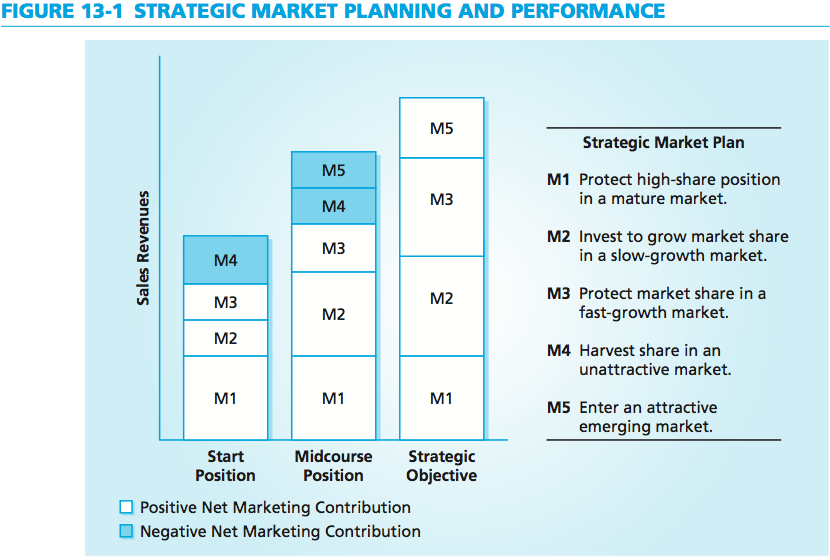 FIGURE 13-1 STRATEGIC MARKET PLANNING AND PERFORMANCE
Sales Revenues
M4
M3
M2
M1
M5
M4
M3
M2
M1
M5
M3
M2
M1
Start
Position
Midcourse
Position
Strategic
Objective
Positive Net Marketing Contribution
Negative Net Marketing Contribution
Strategic Market Plan
M1 Protect high-share position
in a mature market.
M2 Invest to grow market share
in a slow-growth market.
M3 Protect market share in a
fast-growth market.
M4 Harvest share in an
unattractive market.
M5 Enter an attractive
emerging market.